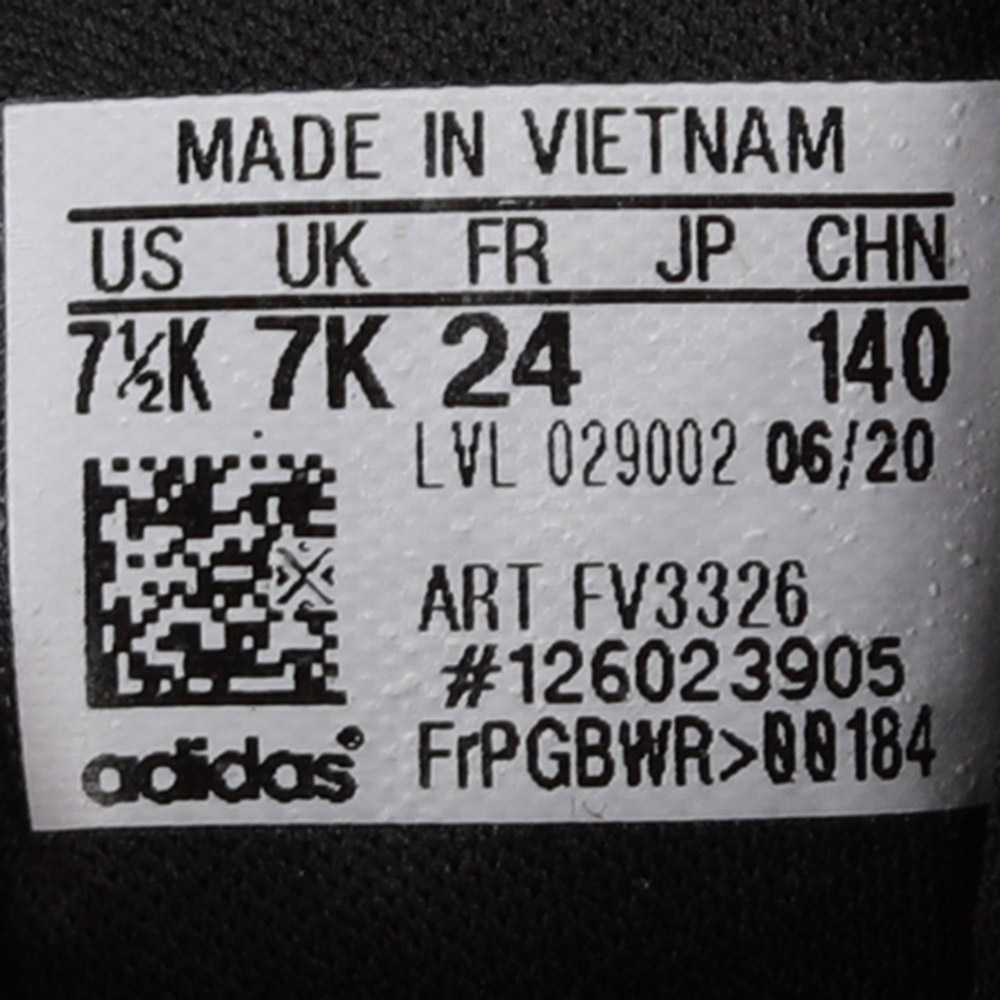 MADE IN VIETNAM
US UK FR JP CHN
7½K 7K 24 140
LVL 029002 06/20
ART FV3326
#126023905
FrPGBWR>00184
adidas®